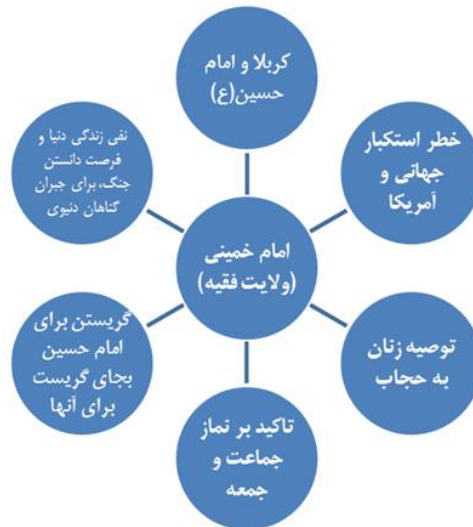 کربلا و امام
حسین(ع)
خطر استکبار
جهانی و
آمریکا
توصیه زنان
به حجاب
تاکید بر نماز
جماعت و
جمعه
گریستن برای
امام حسین
بجای گریست
برای آنها
نفی زندگی دنیا و
فرصت دانستن
جنگ، برای جبران
گناهان دنیوی
امام خمینی
(ولایت فقیه)